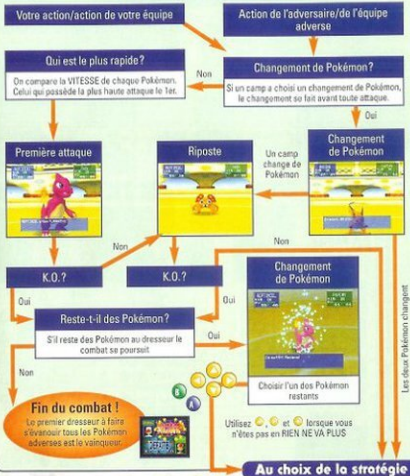 Votre action/action de votre équipe
Action de l'adversaire/de l'équipe
adverse
Qui est le plus rapide ?
On compare la VITESSE de chaque Pokémon.
Celui qui possède la plus haute attaque le 1er.
Non
Changement de Pokémon ?
Si un camp a choisi un changement de Pokémon,
le changement se fait avant toute attaque.
Oui
Première attaque
Riposte
Un camp
change de
Pokémon
Changement
de Pokémon
Non
Non
K.O. ?
K.O. ?
Oui
Oui
Changement
de Pokémon
Reste-t-il des Pokémon ?
S'il reste des Pokémon au dresseur le
combat se poursuit
Oui
Non
Choisir l'un des Pokémon
restants
Les deux Pokémon changent
Fin du combat !
Le premier dresseur à faire
s'évanouir tous les Pokémon
adverses est le vainqueur.
B
A
Utilisez
et
lorsque vous
n'êtes pas en RIEN NE VA PLUS
Au choix de la stratégie